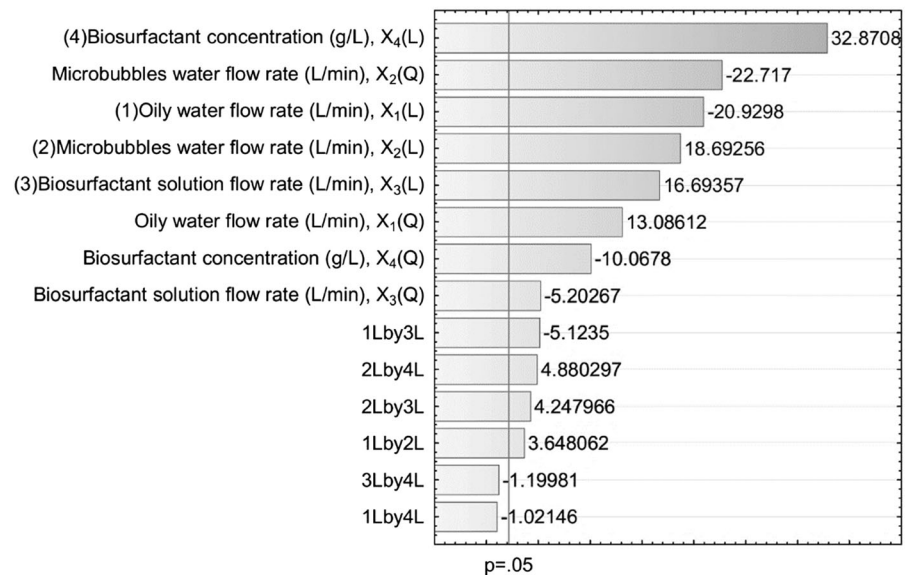 (4)Biosurfactant concentration (g/L), X₄(L) 32.8708
Microbubbles water flow rate (L/min), X₂(Q) -22.717
(1)Oily water flow rate (L/min), X₁(L) -20.9298
(2)Microbubbles water flow rate (L/min), X₂(L) 18.69256
(3)Biosurfactant solution flow rate (L/min), X₃(L) 16.69357
Oily water flow rate (L/min), X₁(Q) 13.08612
Biosurfactant concentration (g/L), X₄(Q) -10.0678
Biosurfactant solution flow rate (L/min), X₃(Q) -5.20267
1Lby3L -5.1235
2Lby4L 4.880297
2Lby3L 4.247966
1Lby2L 3.648062
3Lby4L -1.19981
1Lby4L -1.02146
p=.05